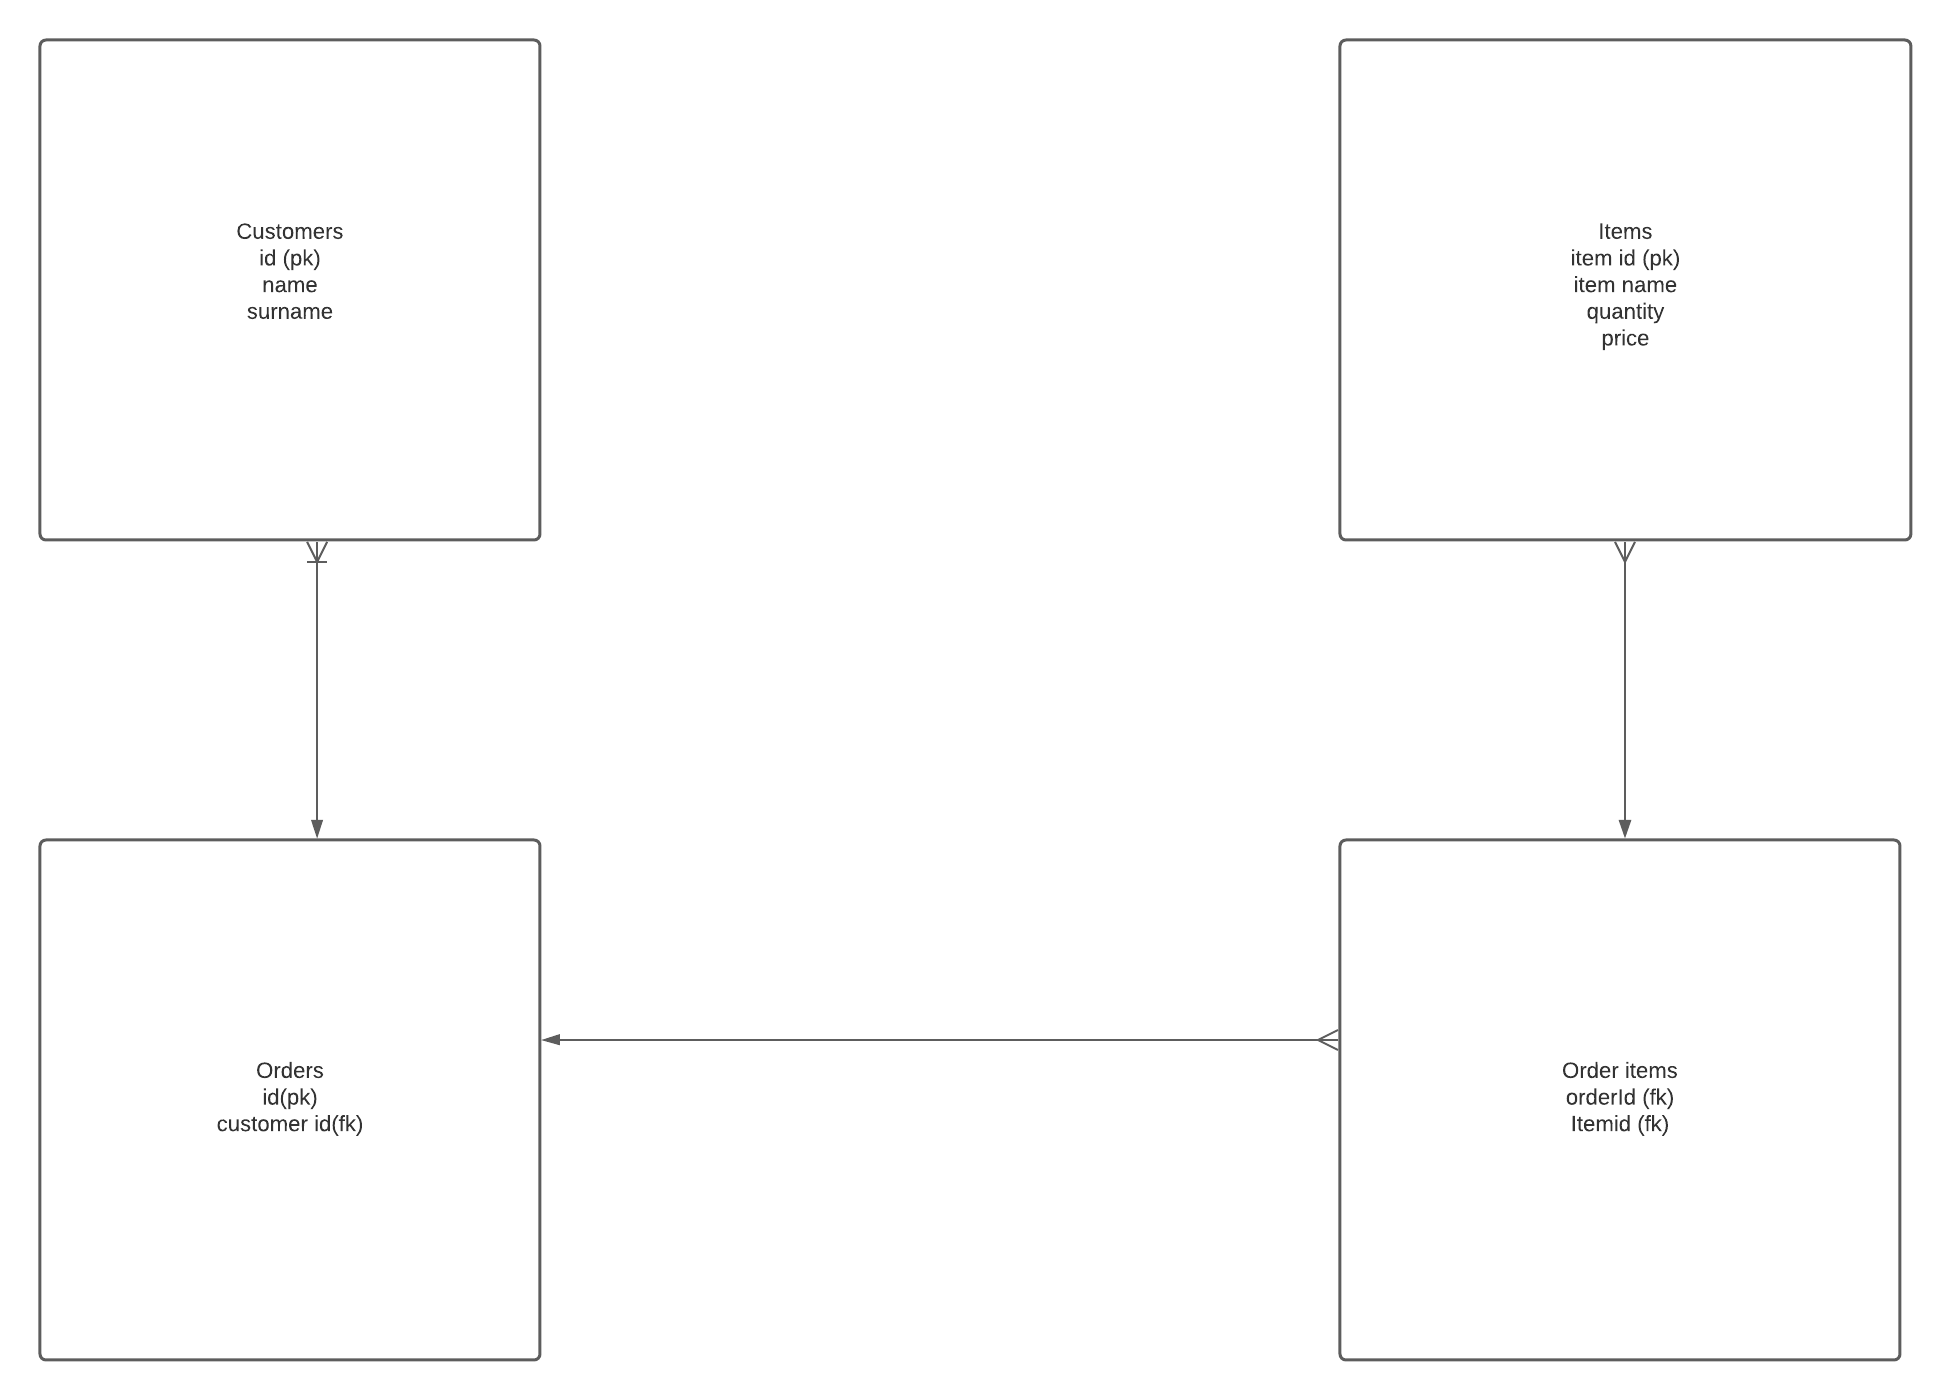 Customers
id (pk)
name
surname
Items
item id (pk)
item name
quantity
price
Orders
id(pk)
customer id(fk)
Order items
orderId (fk)
Itemid (fk)